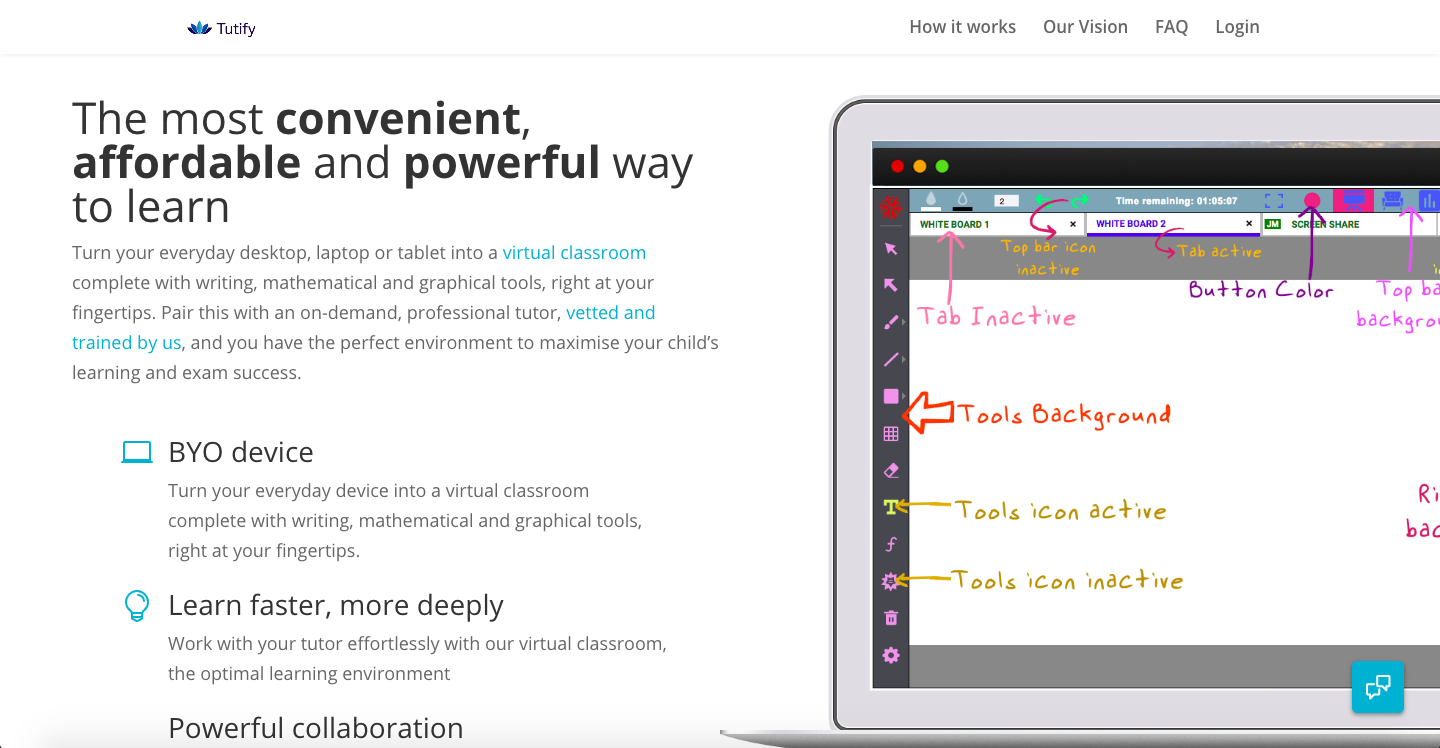 Tutify
How it works
Our Vision
FAQ
Login
The most convenient,
affordable and powerful way
to learn
Turn your everyday desktop, laptop or tablet into a virtual classroom
complete with writing, mathematical and graphical tools, right at your
fingertips. Pair this with an on-demand, professional tutor, vetted and
trained by us, and you have the perfect environment to maximise your child's
learning and exam success.
BYO device
Turn your everyday device into a virtual classroom
complete with writing, mathematical and graphical tools,
right at your fingertips.
Learn faster, more deeply
Work with your tutor effortlessly with our virtual classroom,
the optimal learning environment
Powerful collaboration
2
Time remaining: 01:05:07
WHITE BOARD 1
WHITE BOARD 2
JM SCREEN SHARE
Top bar icon
inactive
Tab active
Button Color
Top ba
backgrou
Tab Inactive
Tools Background
Tools icon active
Ri
bac
Tools icon inactive